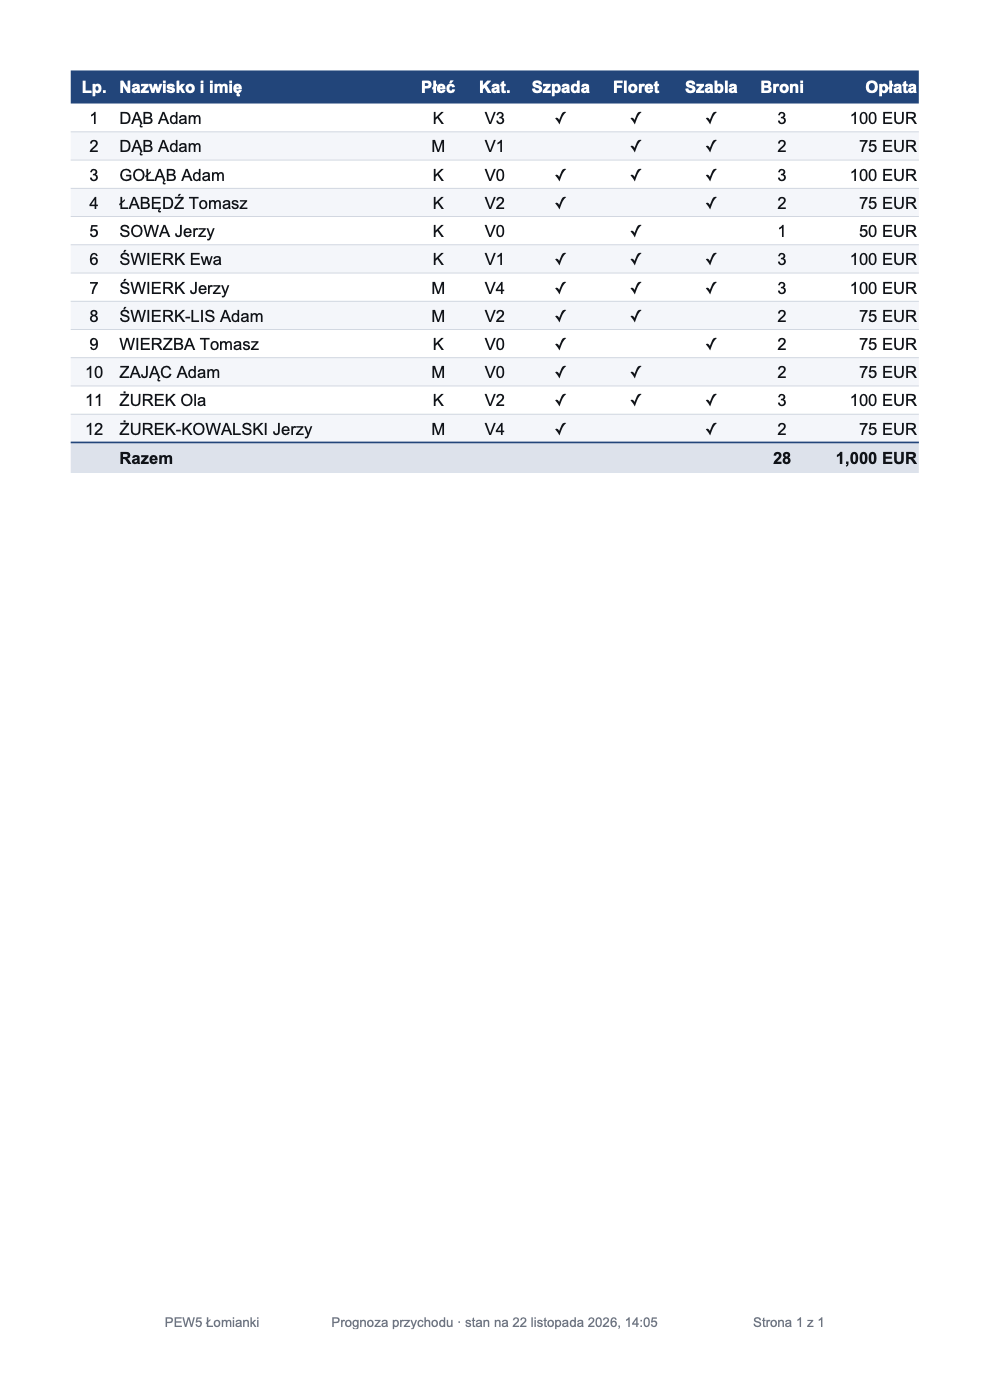 Lp. Nazwisko i imię Płeć Kat. Szpada Floret Szabla Broni Opłata
1 DĄB Adam K V3 ✓ ✓ ✓ 3 100 EUR
2 DĄB Adam M V1 ✓ ✓ 2 75 EUR
3 GOŁĄB Adam K V0 ✓ ✓ ✓ 3 100 EUR
4 ŁABĘDŹ Tomasz K V2 ✓ ✓ 2 75 EUR
5 SOWA Jerzy K V0 ✓ 1 50 EUR
6 ŚWIERK Ewa K V1 ✓ ✓ ✓ 3 100 EUR
7 ŚWIERK Jerzy M V4 ✓ ✓ ✓ 3 100 EUR
8 ŚWIERK-LIS Adam M V2 ✓ ✓ 2 75 EUR
9 WIERZBA Tomasz K V0 ✓ ✓ 2 75 EUR
10 ZAJĄC Adam M V0 ✓ ✓ 2 75 EUR
11 ŻUREK Ola K V2 ✓ ✓ ✓ 3 100 EUR
12 ŻUREK-KOWALSKI Jerzy M V4 ✓ ✓ 2 75 EUR
Razem 28 1,000 EUR
PEW5 Łomianki Prognoza przychodu · stan na 22 listopada 2026, 14:05 Strona 1 z 1